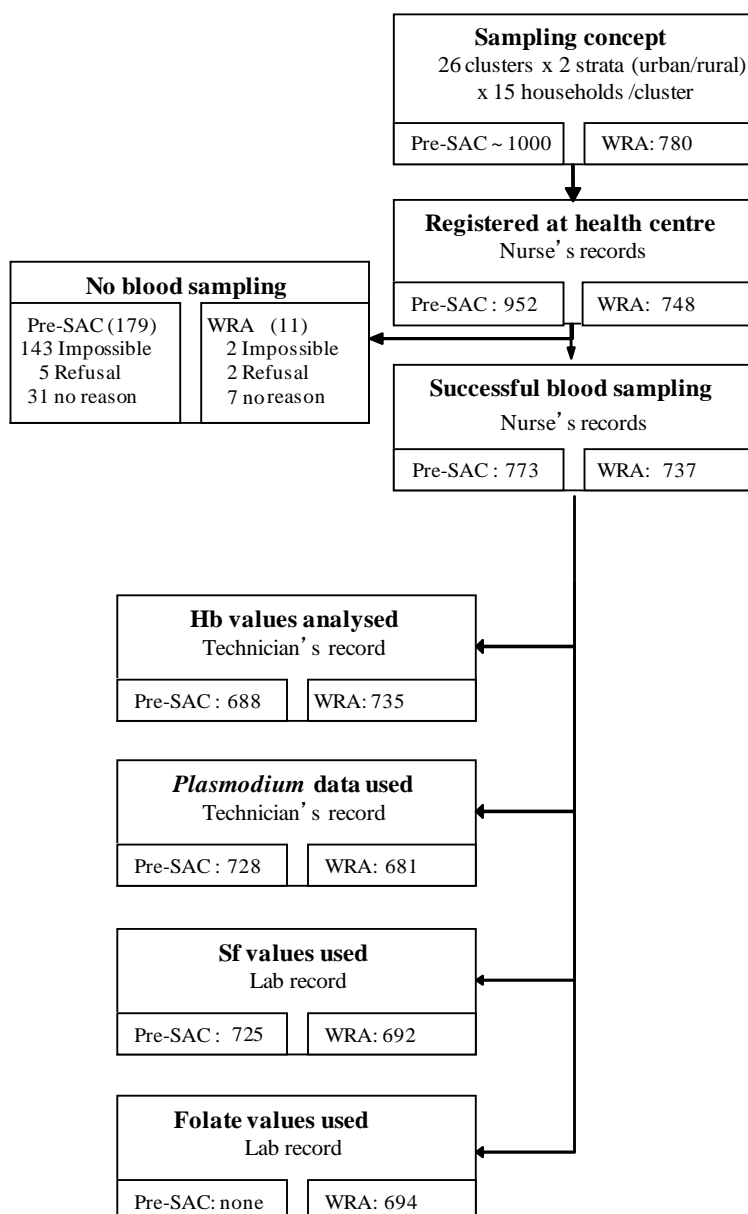 Sampling concept
26 clusters x 2 strata (urban/rural)
x 15 households /cluster
Pre-SAC ~ 1000
WRA: 780
Registered at health centre
Nurse's records
Pre-SAC : 952
WRA: 748
No blood sampling
Pre-SAC (179)
143 Impossible
5 Refusal
31 no reason
WRA (11)
2 Impossible
2 Refusal
7 no reason
Successful blood sampling
Nurse's records
Pre-SAC : 773
WRA: 737
Hb values analysed
Technician's record
Pre-SAC : 688
WRA: 735
Plasmodium data used
Technician's record
Pre-SAC : 728
WRA: 681
Sf values used
Lab record
Pre-SAC : 725
WRA: 692
Folate values used
Lab record
Pre-SAC: none
WRA: 694